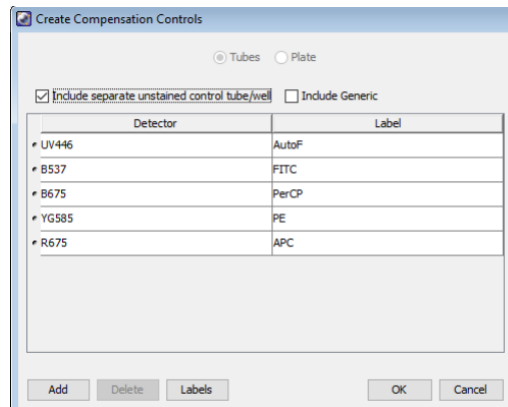 Create Compensation Controls
Tubes Plate
Include separate unstained control tube/well Include Generic
Detector Label
UV446 AutoF
B537 FITC
B675 PerCP
YG585 PE
R675 APC
Add Delete Labels OK Cancel